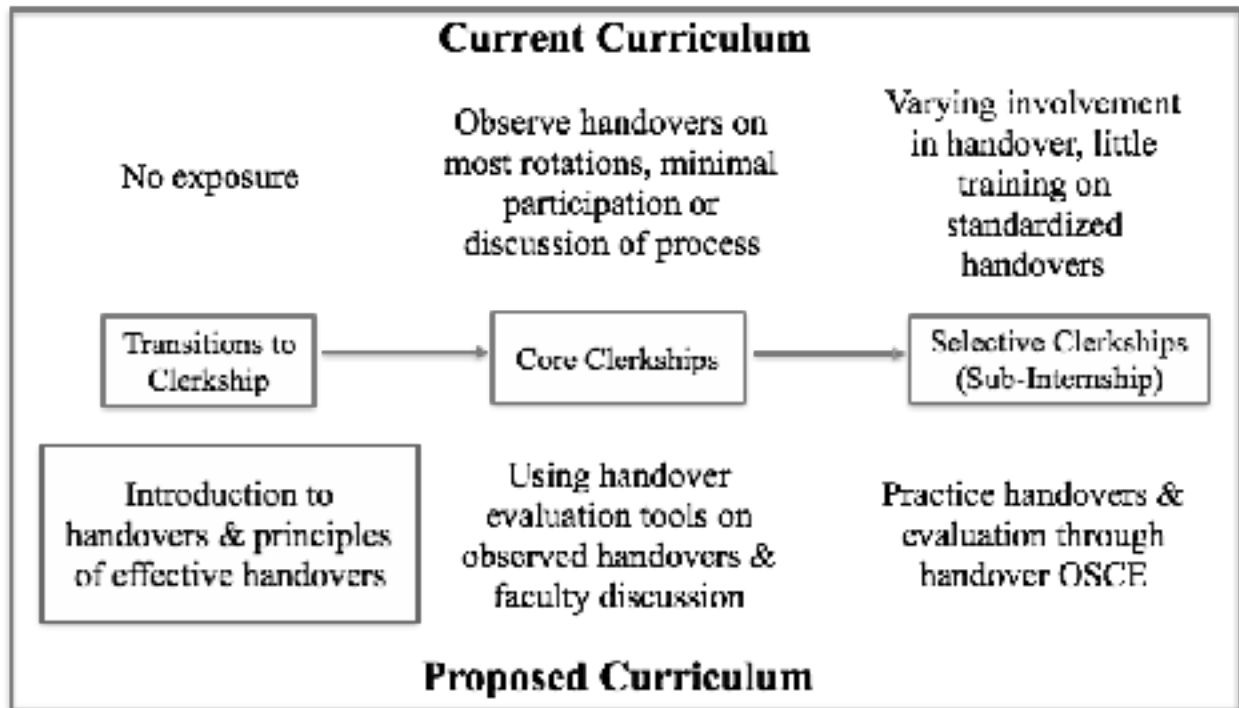 Current Curriculum
No exposure
Observe handovers on
most rotations, minimal
participation or
discussion of process
Varying involvement
in handover, little
training on
standardized
handovers
Transitions to
Clerkship
Core Clerkships
Selective Clerkships
(Sub-Internship)
Introduction to
handovers & principles
of effective handovers
Using handover
evaluation tools on
observed handovers &
faculty discussion
Practice handovers &
evaluation through
handover OSCE
Proposed Curriculum